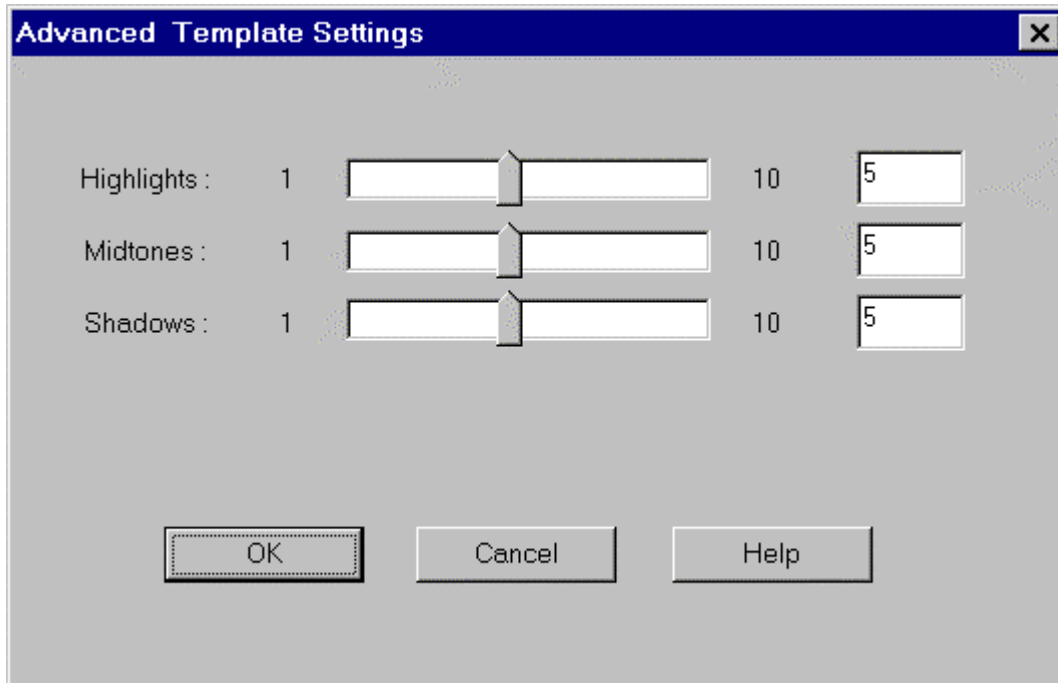 Advanced  Template Settings
Highlights : 1 10 5
Midtones : 1 10 5
Shadows : 1 10 5
OK Cancel Help